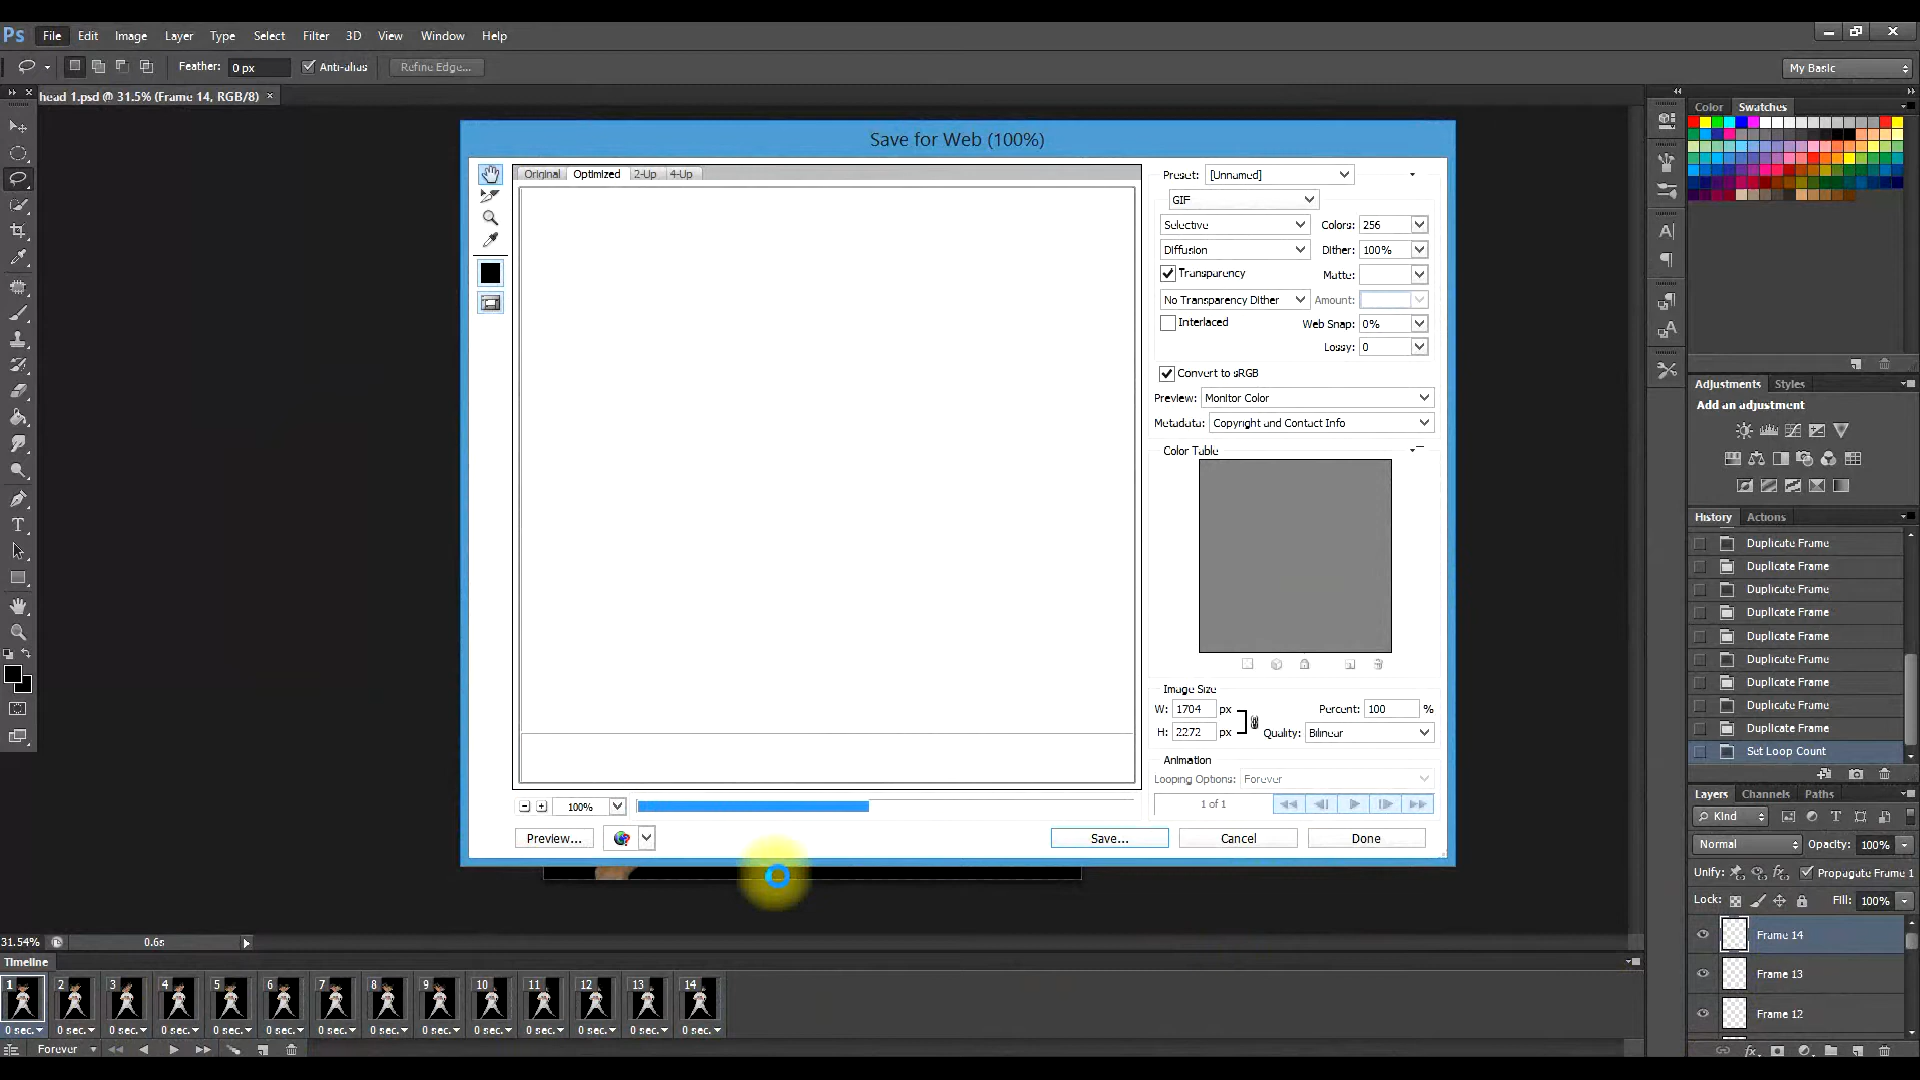 Ps File Edit Image Layer Type Select Filter 3D View Window Help
Feather: 0 px Anti-alias Refine Edge... My Basic
head 1.psd @ 31.5% (Frame 14, RGB/8) ×
Color Swatches
Save for Web (100%)
Original Optimized 2-Up 4-Up
Preset: [Unnamed]
GIF
Selective Colors: 256
Diffusion Dither: 100%
Transparency Matte:
No Transparency Dither Amount:
Interlaced Web Snap: 0%
Lossy: 0
Convert to sRGB
Preview: Monitor Color
Metadata: Copyright and Contact Info
Color Table
Image Size
W: 1704 px Percent: 100 %
H: 2272 px Quality: Bilinear
Animation
Looping Options: Forever
1 of 1
100%
Preview... Save... Cancel Done
Adjustments Styles
Add an adjustment
History Actions
Duplicate Frame
Duplicate Frame
Duplicate Frame
Duplicate Frame
Duplicate Frame
Duplicate Frame
Duplicate Frame
Duplicate Frame
Duplicate Frame
Set Loop Count
Layers Channels Paths
Kind
Normal Opacity: 100%
Unify: Propagate Frame 1
Lock: Fill: 100%
Frame 14
Frame 13
Frame 12
31.54% 0.6s
Timeline
1 2 3 4 5 6 7 8 9 10 11 12 13 14
0 sec. 0 sec. 0 sec. 0 sec. 0 sec. 0 sec. 0 sec. 0 sec. 0 sec. 0 sec. 0 sec. 0 sec. 0 sec. 0 sec.
Forever